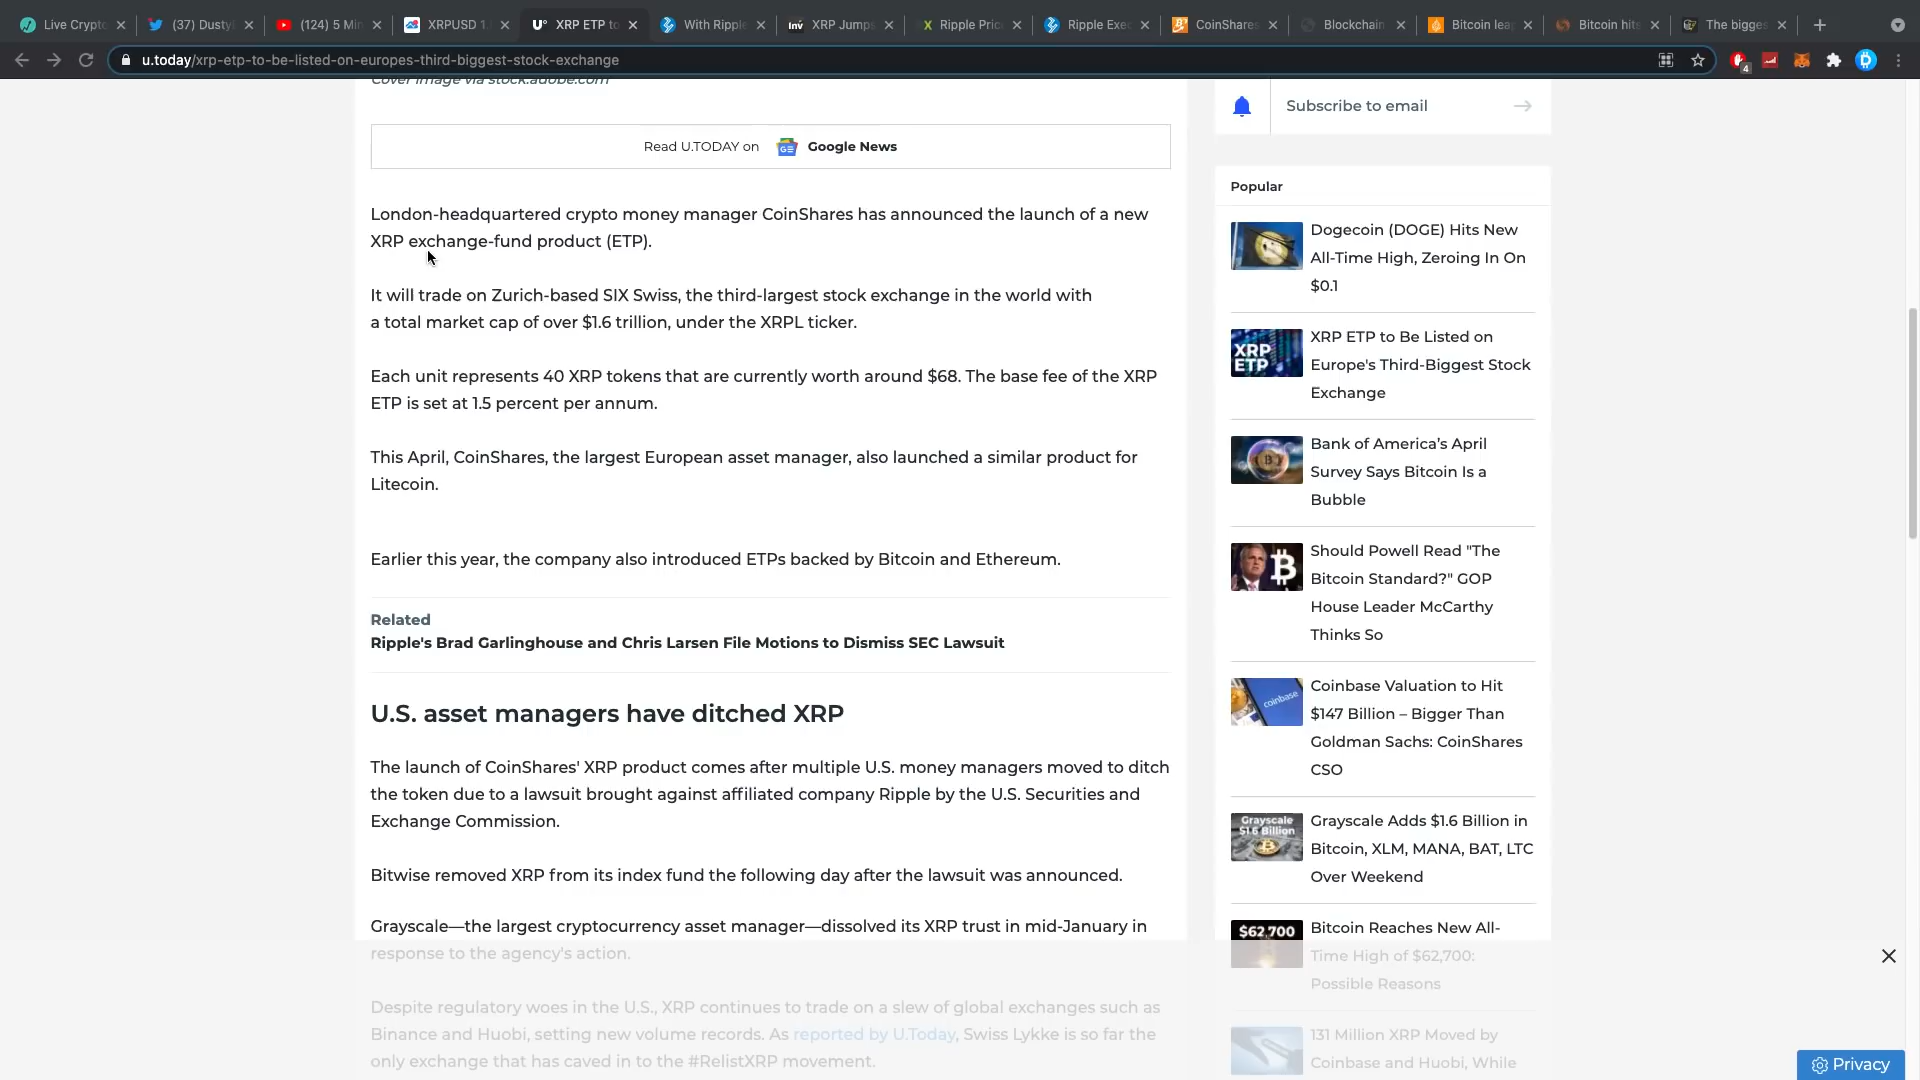 Live Crypto
(37) Dusty
(124) 5 Min
XRPUSD 1.
XRP ETP to
With Ripple
XRP Jumps
Ripple Pric
Ripple Exec
CoinShares
Blockchain
Bitcoin leap
Bitcoin hits
The bigges
u.today/xrp-etp-to-be-listed-on-europes-third-biggest-stock-exchange
4
Cover image via stock.adobe.com
Read U.TODAY on Google News
London-headquartered crypto money manager CoinShares has announced the launch of a new
XRP exchange-fund product (ETP).
It will trade on Zurich-based SIX Swiss, the third-largest stock exchange in the world with
a total market cap of over $1.6 trillion, under the XRPL ticker.
Each unit represents 40 XRP tokens that are currently worth around $68. The base fee of the XRP
ETP is set at 1.5 percent per annum.
This April, CoinShares, the largest European asset manager, also launched a similar product for
Litecoin.
Earlier this year, the company also introduced ETPs backed by Bitcoin and Ethereum.
Related
Ripple's Brad Garlinghouse and Chris Larsen File Motions to Dismiss SEC Lawsuit
U.S. asset managers have ditched XRP
The launch of CoinShares' XRP product comes after multiple U.S. money managers moved to ditch
the token due to a lawsuit brought against affiliated company Ripple by the U.S. Securities and
Exchange Commission.
Bitwise removed XRP from its index fund the following day after the lawsuit was announced.
Grayscale—the largest cryptocurrency asset manager—dissolved its XRP trust in mid-January in
response to the agency's action.
Despite regulatory woes in the U.S., XRP continues to trade on a slew of global exchanges such as
Binance and Huobi, setting new volume records. As reported by U.Today, Swiss Lykke is so far the
only exchange that has caved in to the #RelistXRP movement.
Subscribe to email
Popular
Dogecoin (DOGE) Hits New
All-Time High, Zeroing In On
$0.1
XRP
ETP
XRP ETP to Be Listed on
Europe's Third-Biggest Stock
Exchange
Bank of America's April
Survey Says Bitcoin Is a
Bubble
Should Powell Read "The
Bitcoin Standard?" GOP
House Leader McCarthy
Thinks So
coinbase
Coinbase Valuation to Hit
$147 Billion – Bigger Than
Goldman Sachs: CoinShares
CSO
Grayscale
$1.6 Billion
Grayscale Adds $1.6 Billion in
Bitcoin, XLM, MANA, BAT, LTC
Over Weekend
$62,700
Bitcoin Reaches New All-
Time High of $62,700:
Possible Reasons
131 Million XRP Moved by
Coinbase and Huobi, While
Privacy